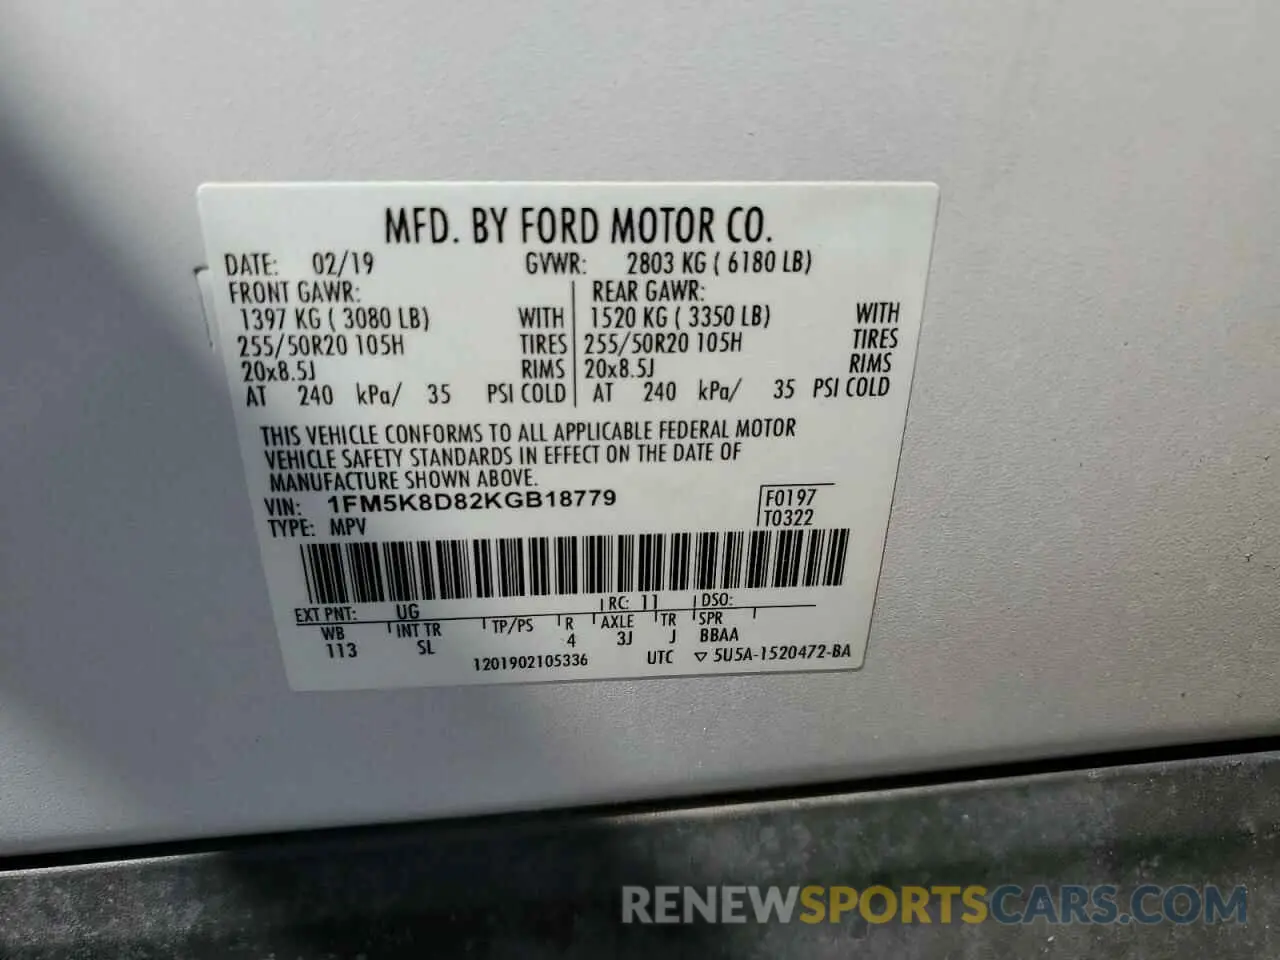 MFD. BY FORD MOTOR CO.
DATE: 02/19 GVWR: 2803 KG ( 6180 LB)
FRONT GAWR: REAR GAWR:
1397 KG ( 3080 LB) WITH 1520 KG ( 3350 LB) WITH
255/50R20 105H TIRES 255/50R20 105H TIRES
20x8.5J RIMS 20x8.5J RIMS
AT 240 kPa/ 35 PSI COLD AT 240 kPa/ 35 PSI COLD
THIS VEHICLE CONFORMS TO ALL APPLICABLE FEDERAL MOTOR
VEHICLE SAFETY STANDARDS IN EFFECT ON THE DATE OF
MANUFACTURE SHOWN ABOVE.
VIN: 1FM5K8D82KGB18779 F0197
TYPE: MPV T0322
EXT PNT: UG RC: 11 DSO:
WB INT TR TP/PS R AXLE TR SPR
113 SL 4 3J J BBAA
1201902105336 UTC ▽ 5U5A-1520472-BA
RENEWSPORTSCARS.COM